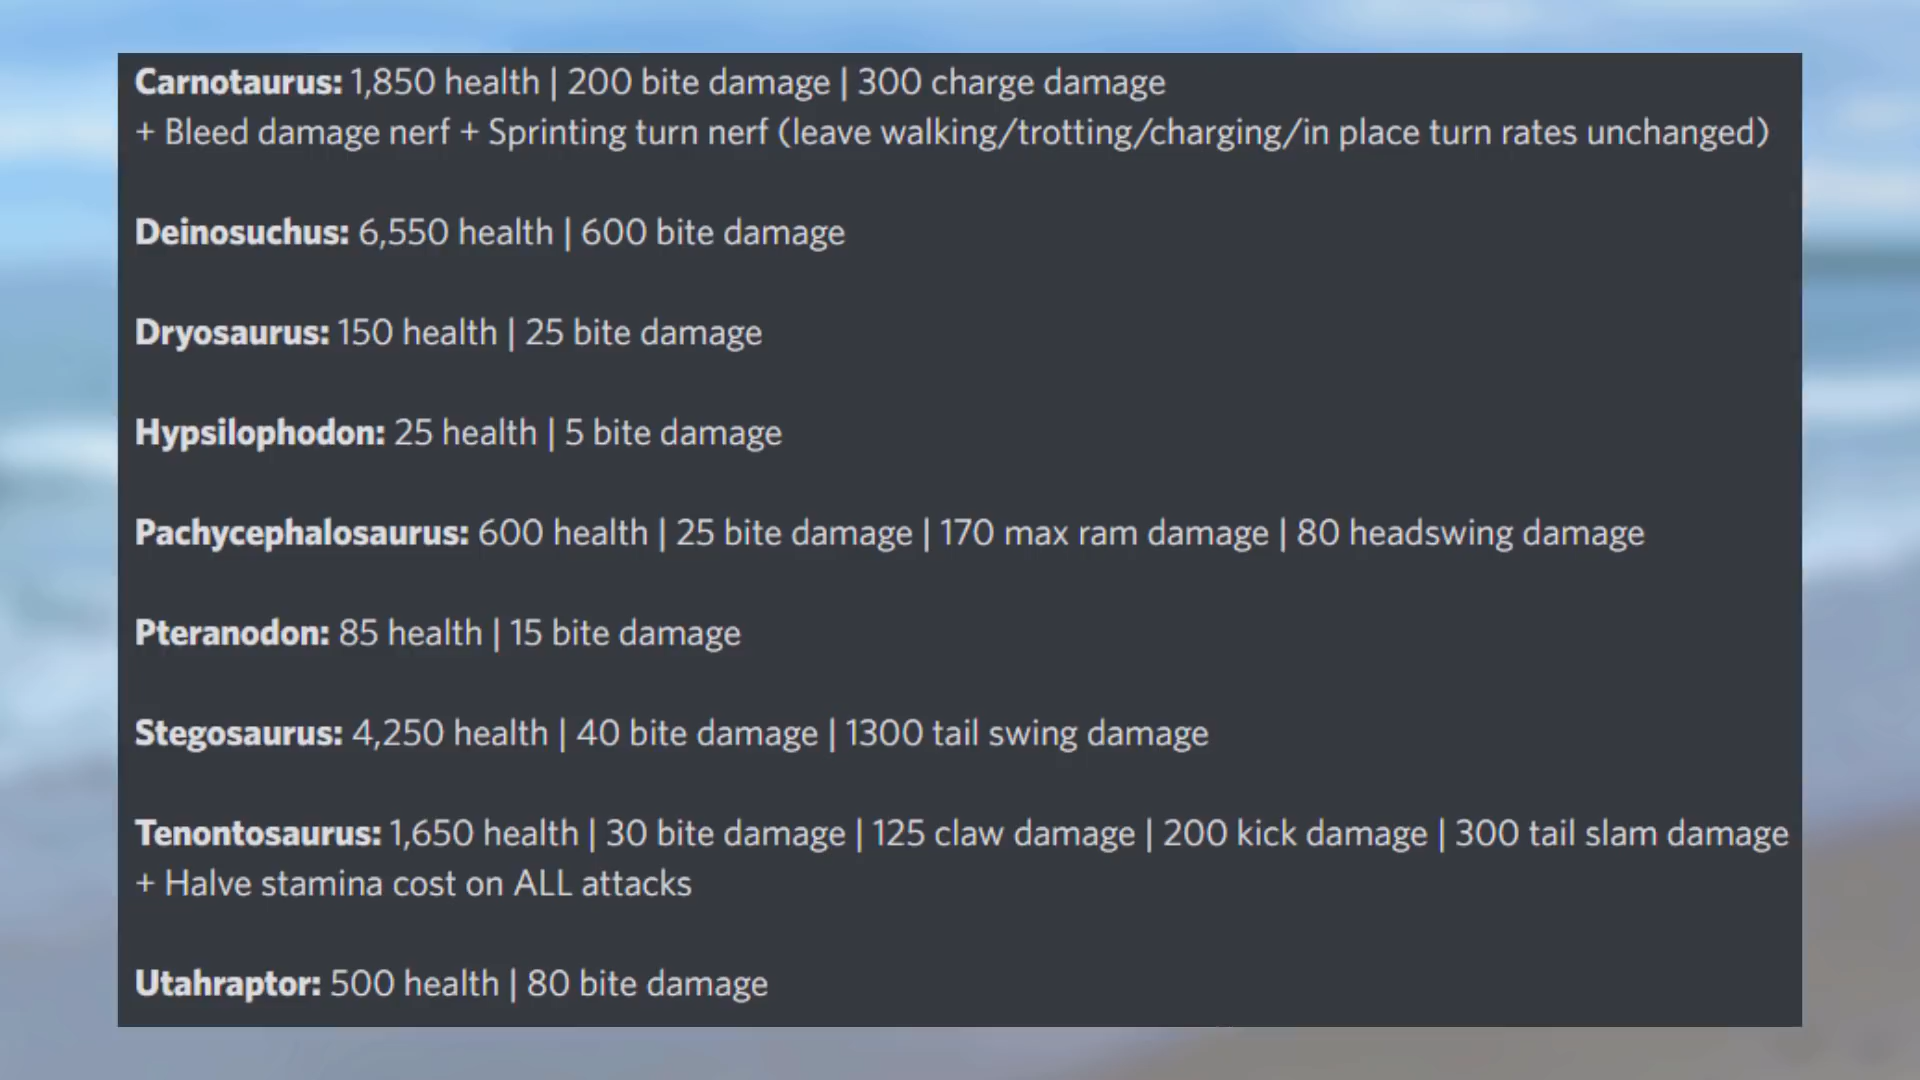 Carnotaurus: 1,850 health | 200 bite damage | 300 charge damage
+ Bleed damage nerf + Sprinting turn nerf (leave walking/trotting/charging/in place turn rates unchanged)
Deinosuchus: 6,550 health | 600 bite damage
Dryosaurus: 150 health | 25 bite damage
Hypsilophodon: 25 health | 5 bite damage
Pachycephalosaurus: 600 health | 25 bite damage | 170 max ram damage | 80 headswing damage
Pteranodon: 85 health | 15 bite damage
Stegosaurus: 4,250 health | 40 bite damage | 1300 tail swing damage
Tenontosaurus: 1,650 health | 30 bite damage | 125 claw damage | 200 kick damage | 300 tail slam damage
+ Halve stamina cost on ALL attacks
Utahraptor: 500 health | 80 bite damage